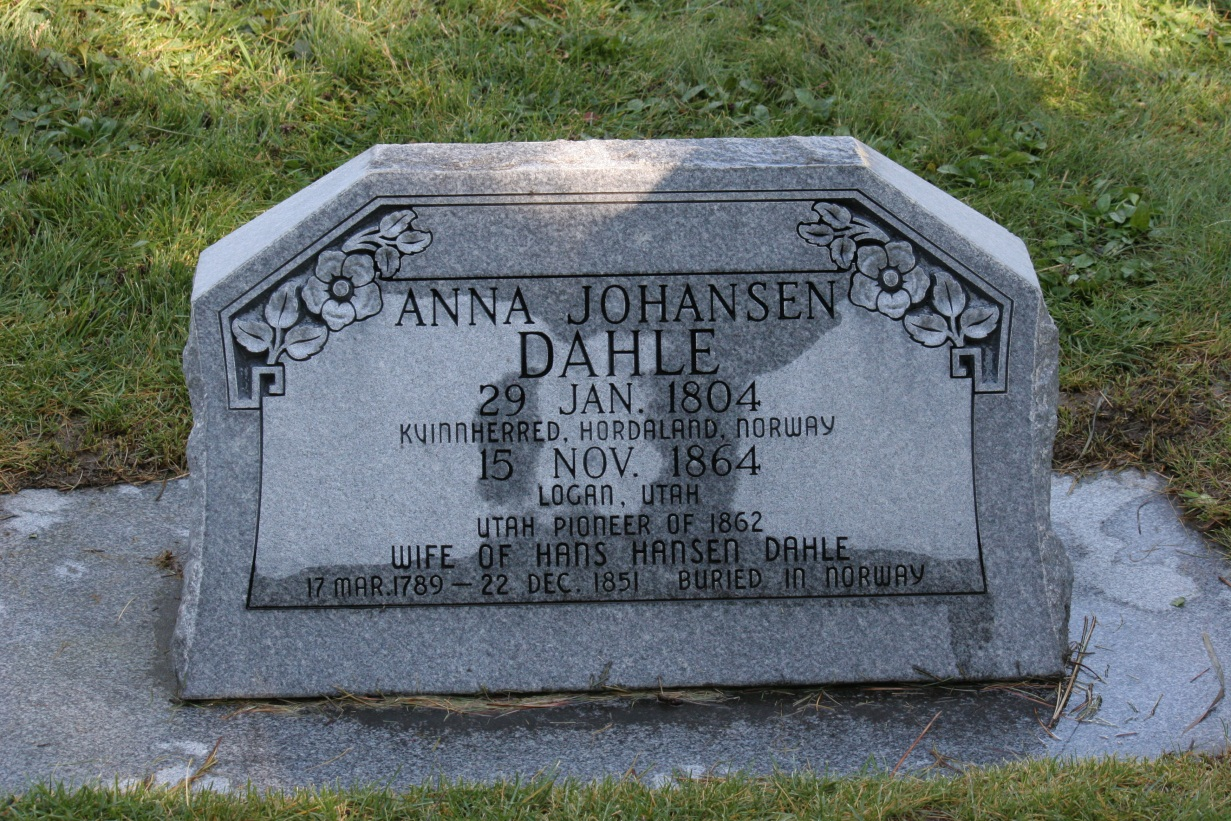 ANNA JOHANSEN
DAHLE
29 JAN. 1804
KVINNHERRED, HORDALAND, NORWAY
15 NOV. 1864
LOGAN, UTAH
UTAH PIONEER OF 1862
WIFE OF HANS HANSEN DAHLE
17 MAR. 1789 — 22 DEC. 1851 BURIED IN NORWAY